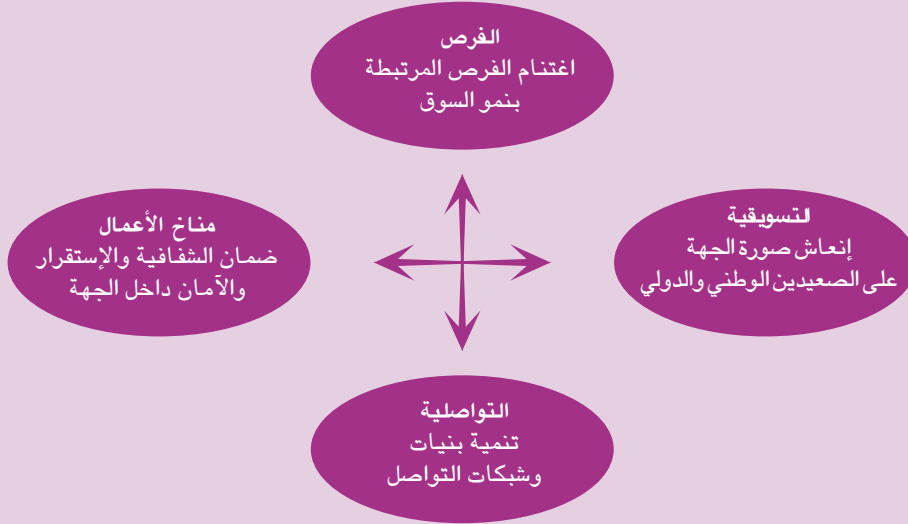 الفرص
اغتنام الفرص المرتبطة
بنمو السوق
التسويقية
إنعاش صورة الجهة
على الصعيدين الوطني والدولي
مناخ الأعمال
ضمان الشفافية والإستقرار
والآمان داخل الجهة
التواصلية
تنمية بنيات
وشبكات التواصل